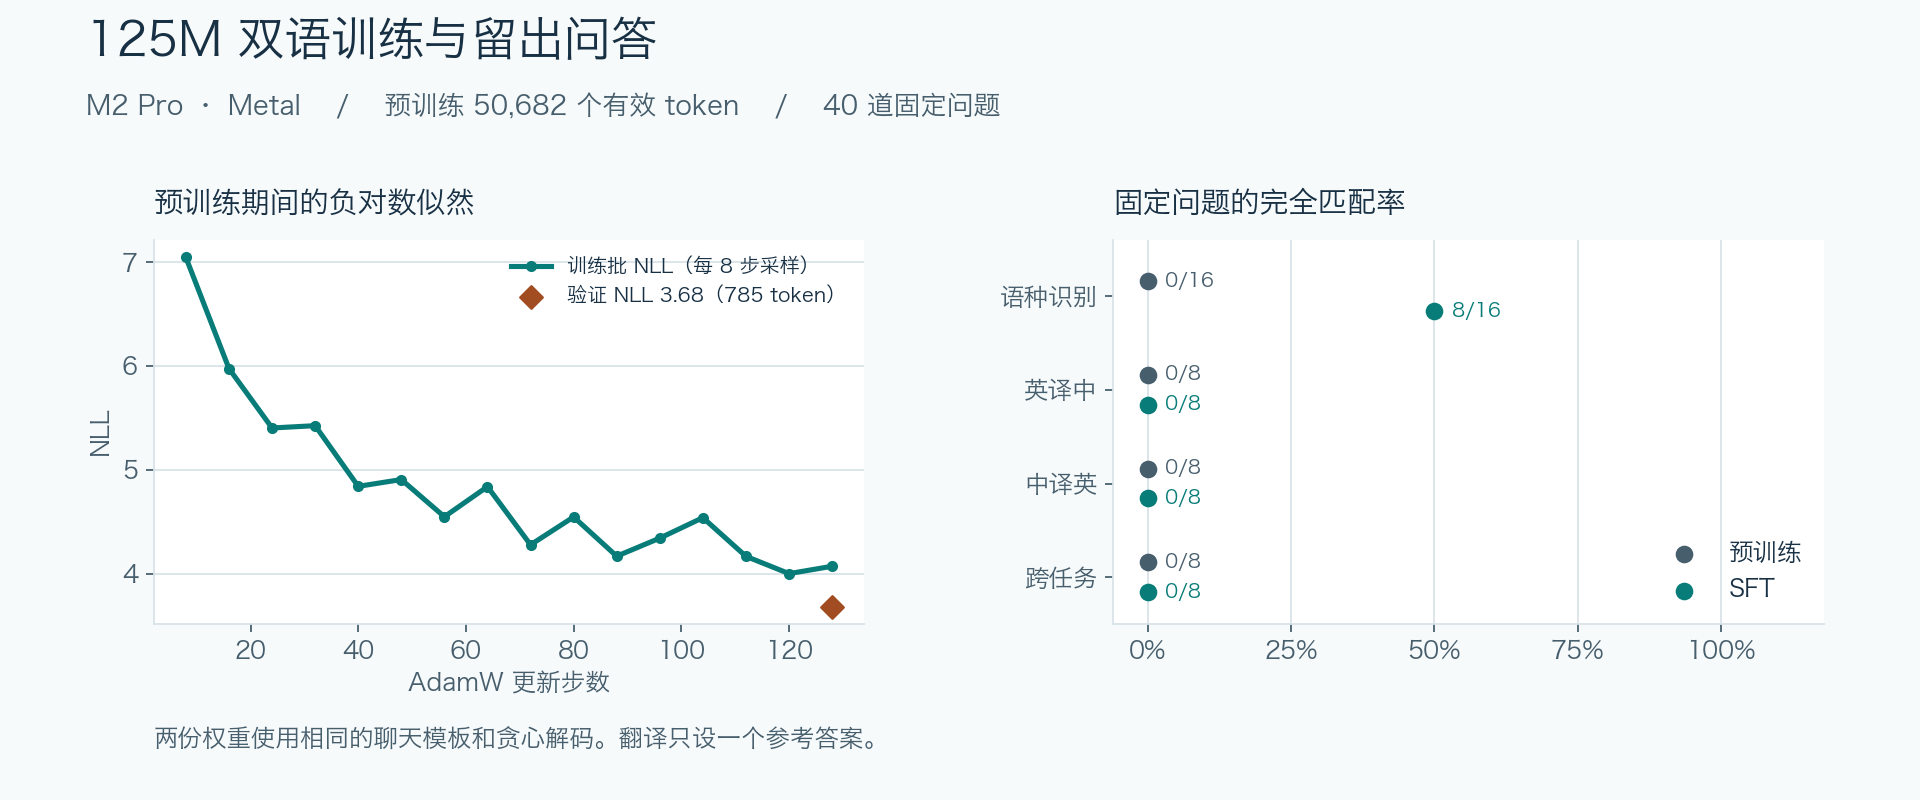 125M 双语训练与留出问答
M2 Pro · Metal / 预训练 50,682 个有效 token / 40 道固定问题
预训练期间的负对数似然
训练批 NLL（每 8 步采样）
验证 NLL 3.68（785 token）
NLL
7
6
5
4
20 40 60 80 100 120
AdamW 更新步数
固定问题的完全匹配率
语种识别
0/16
8/16
英译中
0/8
0/8
中译英
0/8
0/8
跨任务
0/8
0/8
预训练
SFT
0% 25% 50% 75% 100%
两份权重使用相同的聊天模板和贪心解码。翻译只设一个参考答案。